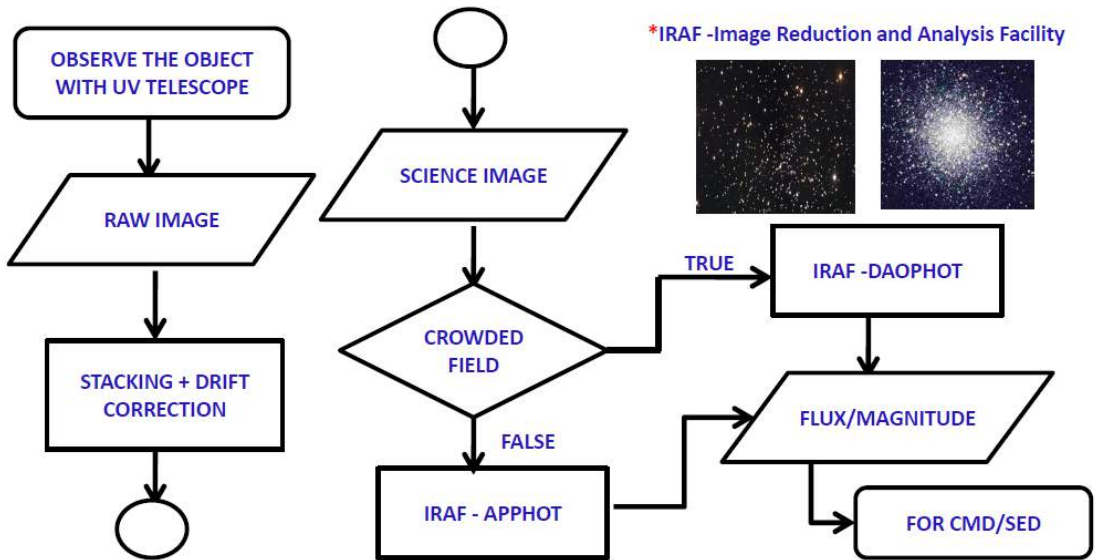 OBSERVE THE OBJECT
WITH UV TELESCOPE
RAW IMAGE
STACKING + DRIFT
CORRECTION
SCIENCE IMAGE
CROWDED
FIELD
TRUE
FALSE
IRAF - APPHOT
*IRAF -Image Reduction and Analysis Facility
IRAF -DAOPHOT
FLUX/MAGNITUDE
FOR CMD/SED